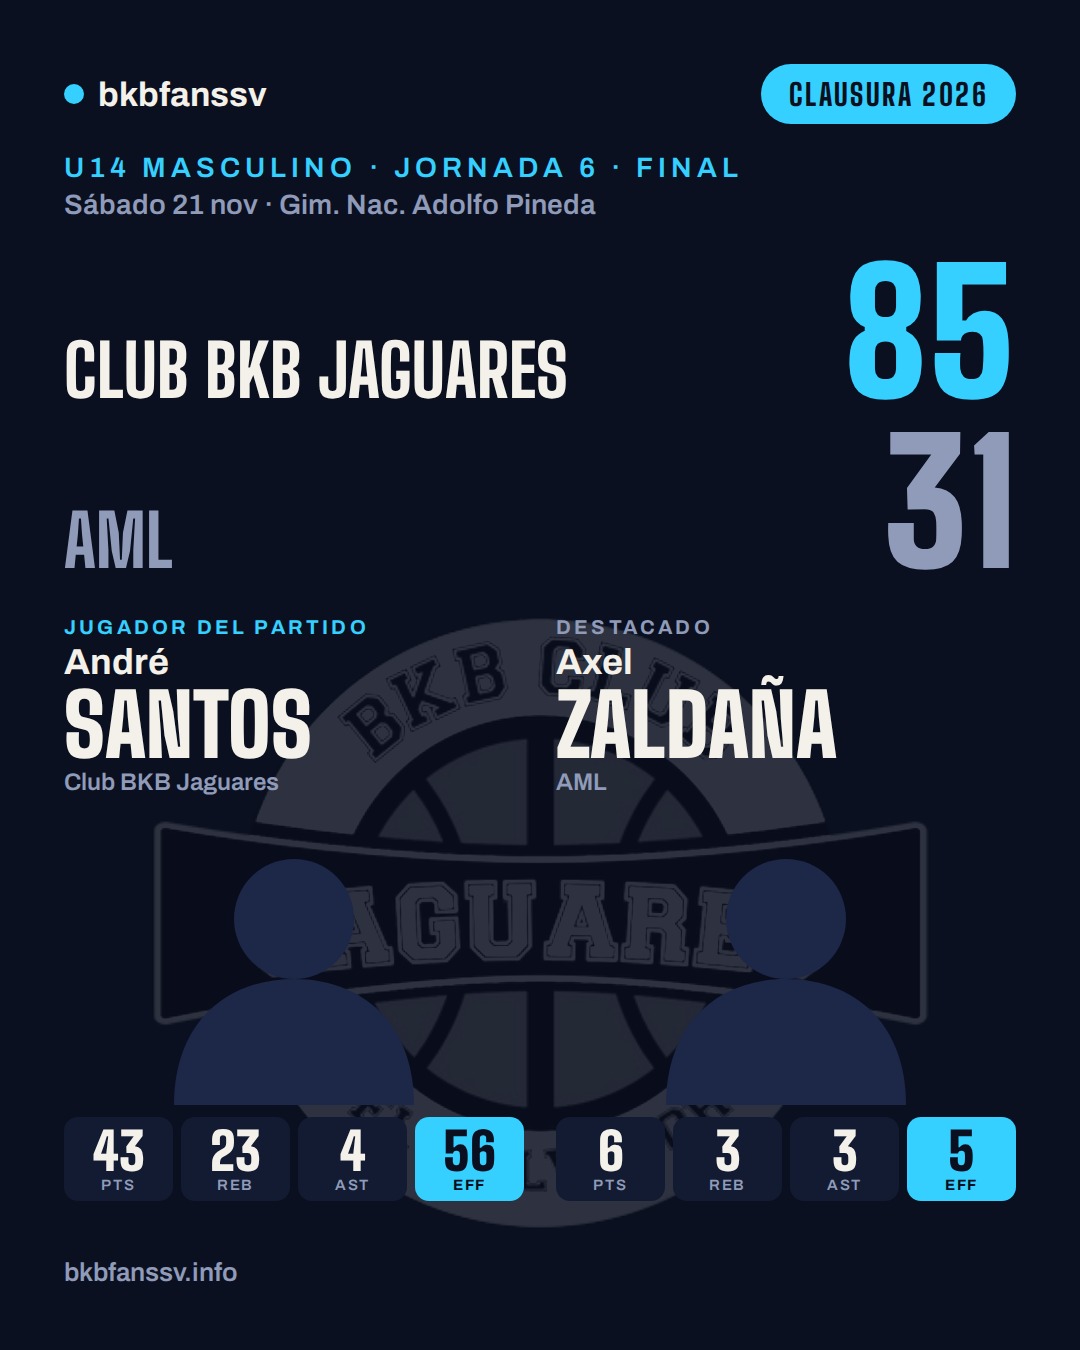 bkbfanssv
CLAUSURA 2026
U14 MASCULINO · JORNADA 6 · FINAL
Sábado 21 nov · Gim. Nac. Adolfo Pineda
CLUB BKB JAGUARES
85
AML
31
JUGADOR DEL PARTIDO
André
SANTOS
Club BKB Jaguares
DESTACADO
Axel
ZALDAÑA
AML
BKB
43 PTS
23 REB
4 AST
56 EFF
6 PTS
3 REB
3 AST
5 EFF
bkbfanssv.info